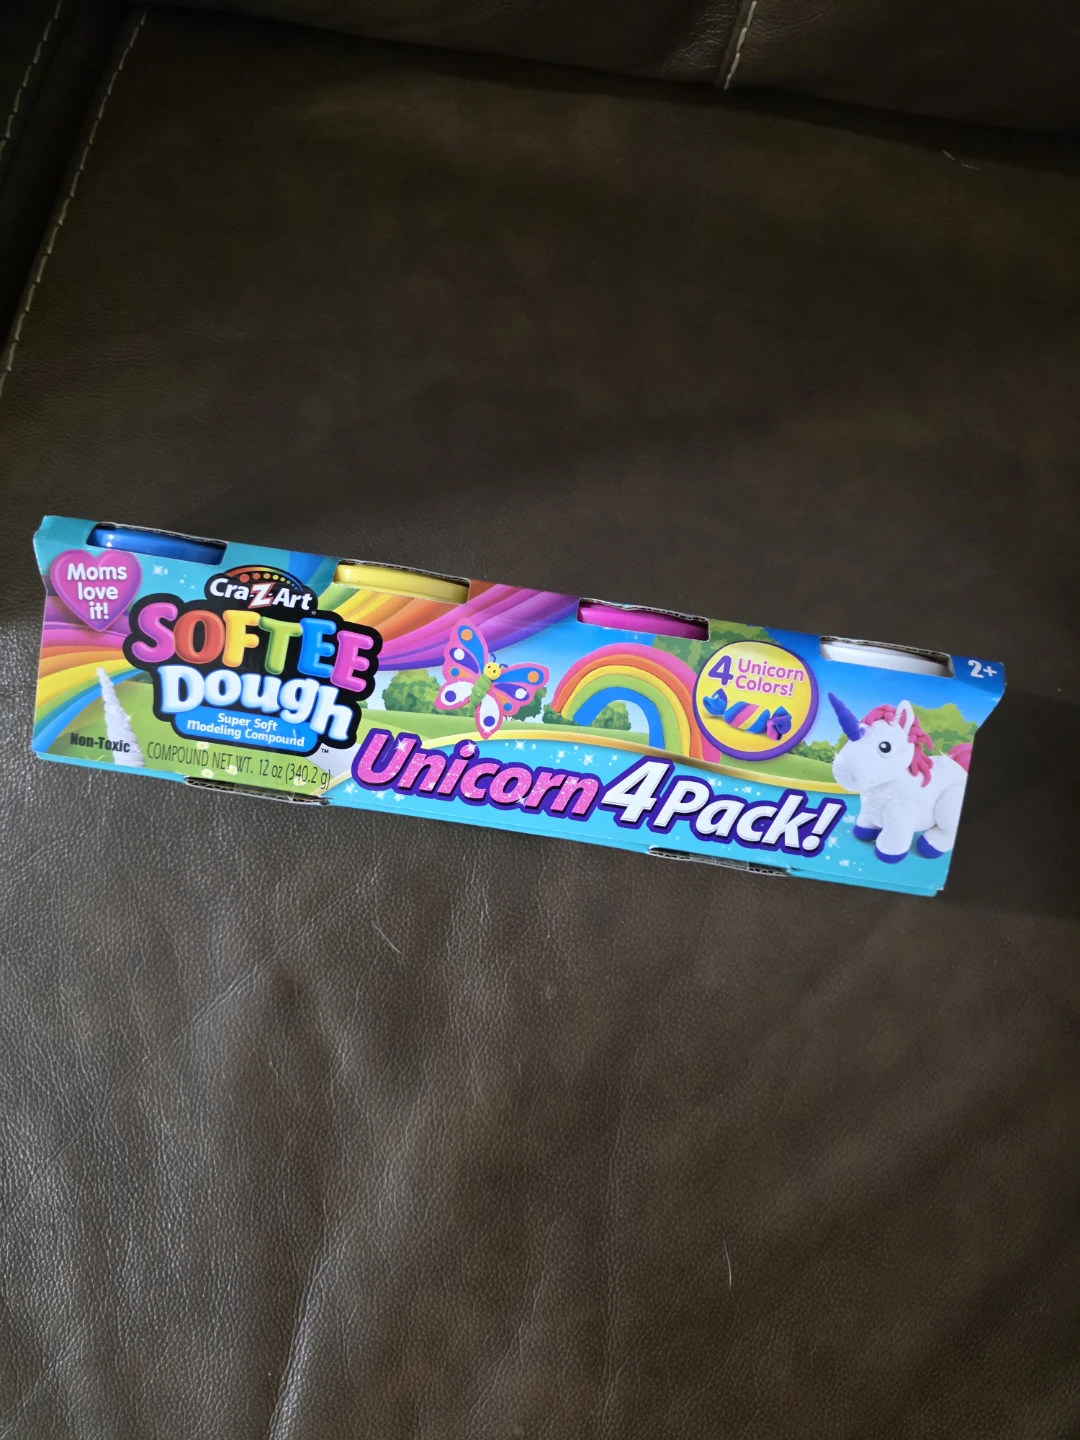 Moms
love
it!
Cra-Z-Art
SOFTEE
Dough
Super Soft
Modeling Compound
™
Non-Toxic
COMPOUND NET WT. 12 oz (340.2 g)
Unicorn 4 Pack!
4 Unicorn
Colors!
2+